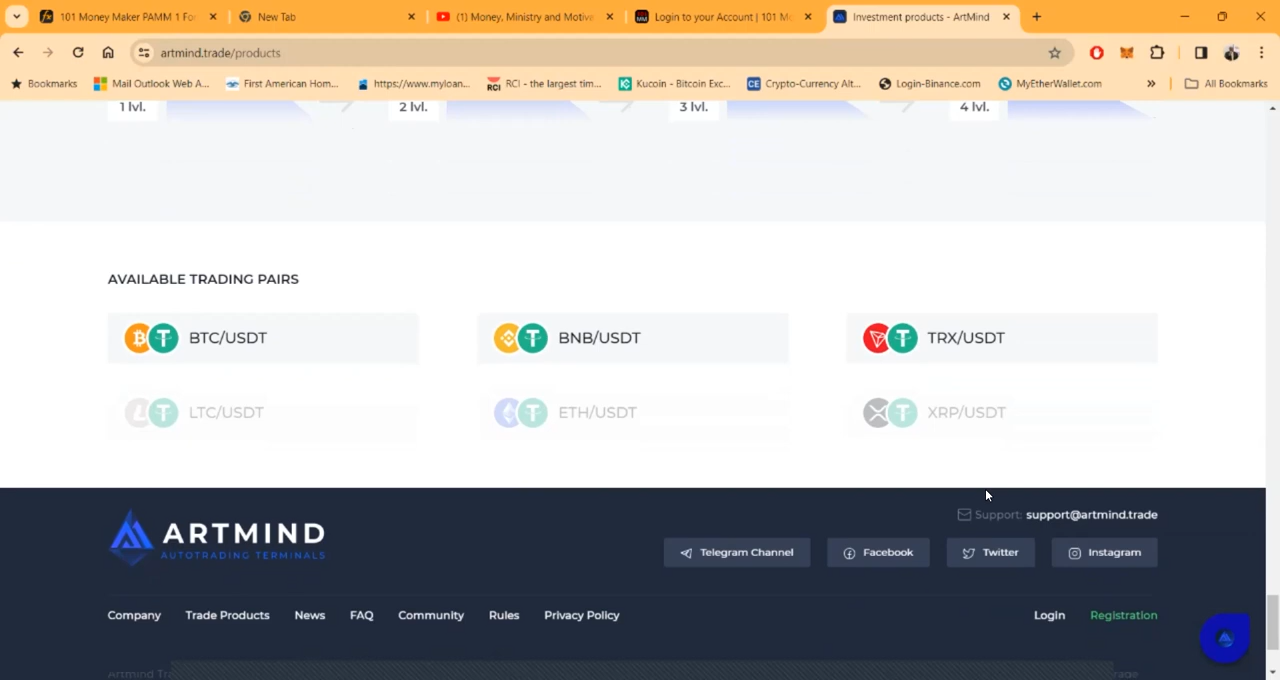 101 Money Maker PAMM 1 Fo
New Tab
(1) Money, Ministry and Motive
Login to your Account | 101 Mo
Investment products - ArtMind
artmind.trade/products
Bookmarks
Mail Outlook Web A...
First American Hom...
https://www.myloan...
RCI - the largest tim...
Kucoin - Bitcoin Exc...
Crypto-Currency Alt...
Login-Binance.com
MyEtherWallet.com
All Bookmarks
1 lvl.
2 lvl.
3 lvl.
4 lvl.
AVAILABLE TRADING PAIRS
BTC/USDT
BNB/USDT
TRX/USDT
LTC/USDT
ETH/USDT
XRP/USDT
ARTMIND
AUTOTRADING TERMINALS
Support: support@artmind.trade
Telegram Channel
Facebook
Twitter
Instagram
Company
Trade Products
News
FAQ
Community
Rules
Privacy Policy
Login
Registration